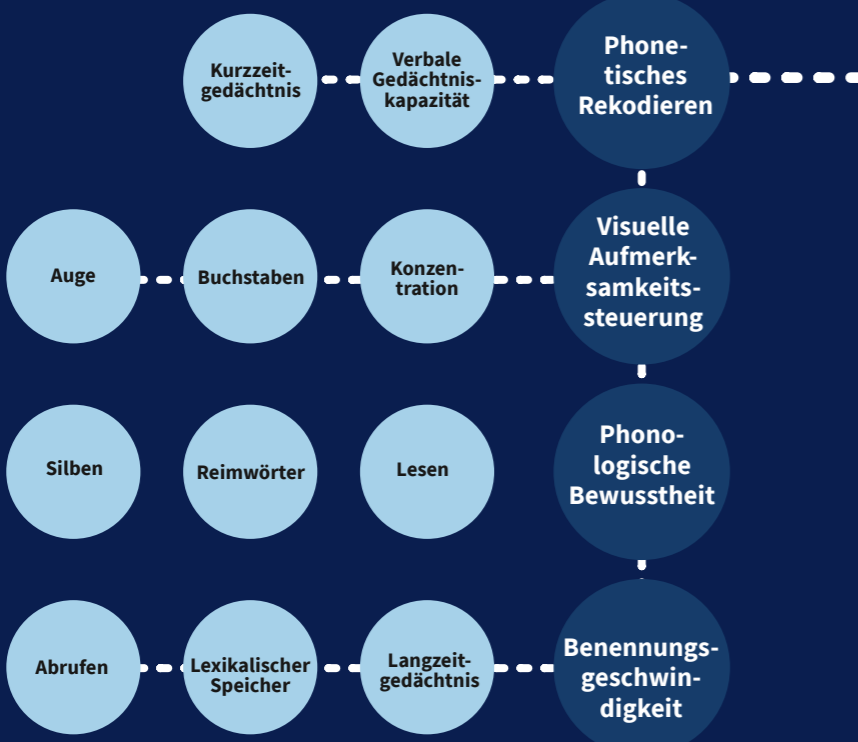 Kurzzeit-
gedächtnis
Verbale
Gedächtnis-
kapazität
Phone-
tisches
Rekodieren
Auge
Buchstaben
Konzen-
tration
Visuelle
Aufmerk-
samkeits-
steuerung
Silben
Reimwörter
Lesen
Phono-
logische
Bewusstheit
Abrufen
Lexikalischer
Speicher
Langzeit-
gedächtnis
Benennungs-
geschwin-
digkeit